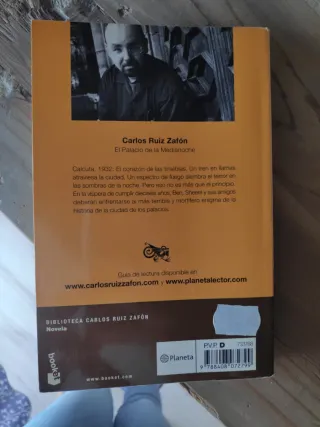 Carlos Ruiz Zafón
El Palacio de la Medianoche
Calcuta, 1932: El corazón de las tinieblas. Un tren en llamas
atraviesa la ciudad. Un espectro de fuego siembra el terror en
las sombras de la noche. Pero eso no es más que el principio.
En la víspera de cumplir dieciséis años, Ben, Sheere y sus amigos
deberán enfrentarse al más terrible y mortífero enigma de la
historia de la ciudad de los palacios.
Guía de lectura disponible en
www.carlosruizzafon.com y www.planetalector.com
BIBLIOTECA CARLOS RUIZ ZAFÓN
Novela
booket
www.booket.com
Planeta
P.V.P. D
9 788408 072799